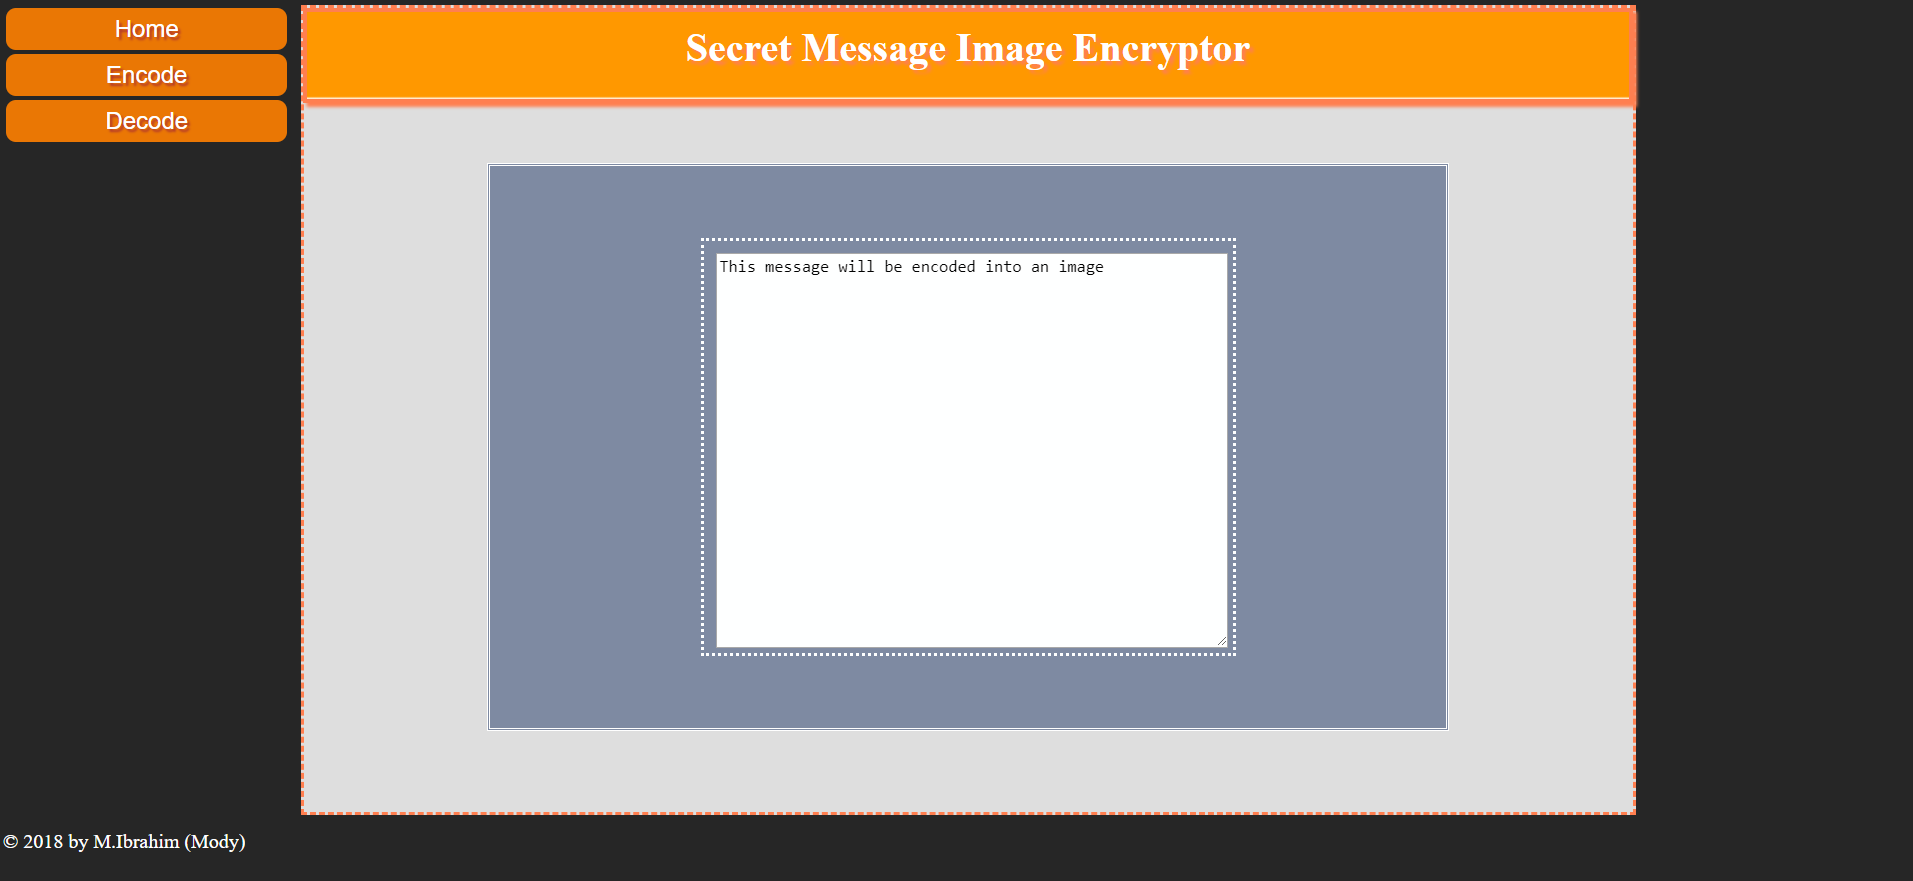 Home
Encode
Decode
Secret Message Image Encryptor
This message will be encoded into an image
© 2018 by M.Ibrahim (Mody)